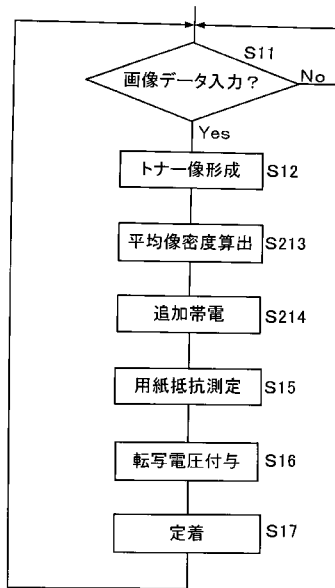 S11
画像データ入力？
No
Yes
トナー像形成 S12
平均像密度算出 S213
追加帯電 S214
用紙抵抗測定 S15
転写電圧付与 S16
定着 S17